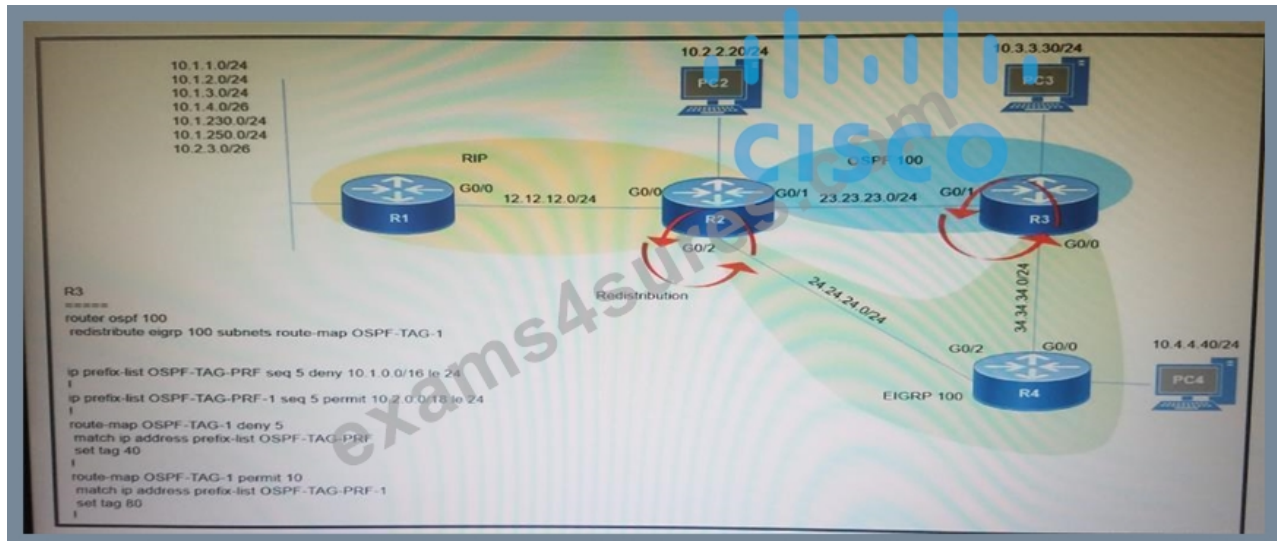 10.1.1.0/24
10.1.2.0/24
10.1.3.0/24
10.1.4.0/26
10.1.230.0/24
10.1.250.0/24
10.2.3.0/26
10.2.2.20/24
PC2
10.3.3.30/24
PC3
CISCO
RIP
OSPF 100
G0/0
12.12.12.0/24
G0/0
G0/1
23.23.23.0/24
G0/1
R1
R2
R3
G0/2
G0/0
Redistribution
24.24.24.0/24
34.34.34.0/24
G0/2
G0/0
10.4.4.40/24
PC4
EIGRP 100
R4
R3
=====
router ospf 100
redistribute eigrp 100 subnets route-map OSPF-TAG-1
ip prefix-list OSPF-TAG-PRF seq 5 deny 10.1.0.0/16 le 24
!
ip prefix-list OSPF-TAG-PRF-1 seq 5 permit 10.2.0.0/18 le 24
!
route-map OSPF-TAG-1 deny 5
match ip address prefix-list OSPF-TAG-PRF
set tag 40
!
route-map OSPF-TAG-1 permit 10
match ip address prefix-list OSPF-TAG-PRF-1
set tag 80
!
exams4sures.com